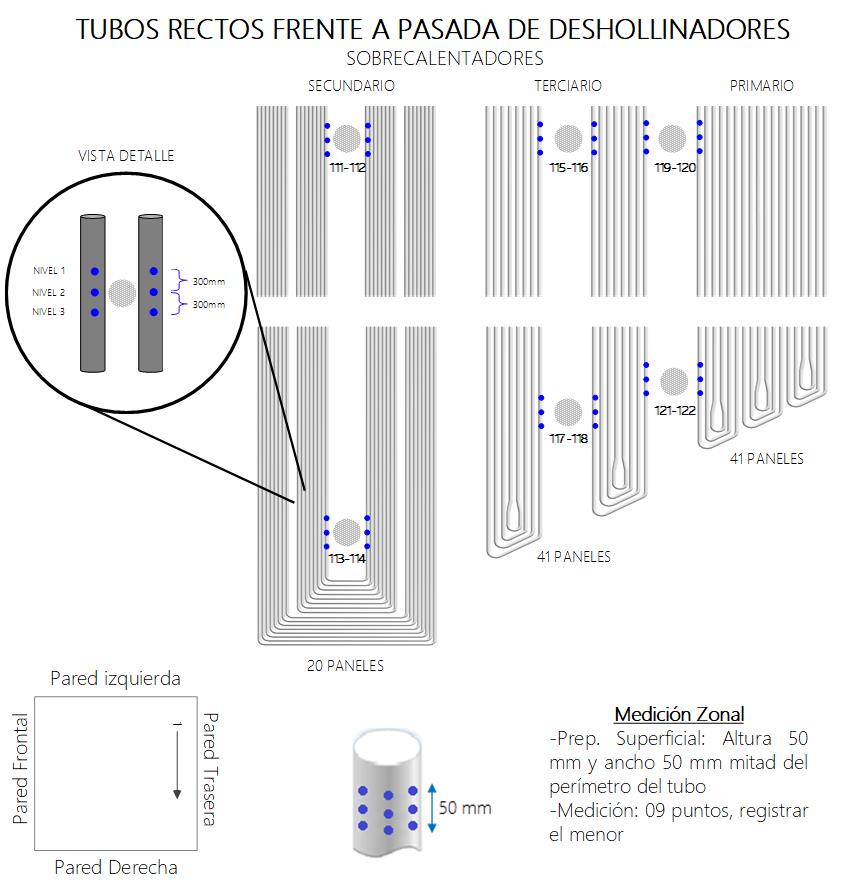 TUBOS RECTOS FRENTE A PASADA DE DESHOLLINADORES
SOBRECALENTADORES
SECUNDARIO
TERCIARIO
PRIMARIO
VISTA DETALLE
111-112
115-116
119-120
NIVEL 1
NIVEL 2
NIVEL 3
300mm
300mm
121-122
117-118
41 PANELES
113-114
41 PANELES
20 PANELES
Pared izquierda
Pared Frontal
1
Pared Trasera
Pared Derecha
50 mm
Medición Zonal
-Prep. Superficial: Altura 50
mm y ancho 50 mm mitad del
perímetro del tubo
-Medición: 09 puntos, registrar
el menor